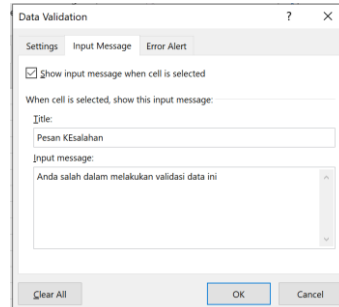 Data Validation ? ×
Settings Input Message Error Alert
Show input message when cell is selected
When cell is selected, show this input message:
Title:
Pesan KEsalahan
Input message:
Anda salah dalam melakukan validasi data ini
Clear All OK Cancel